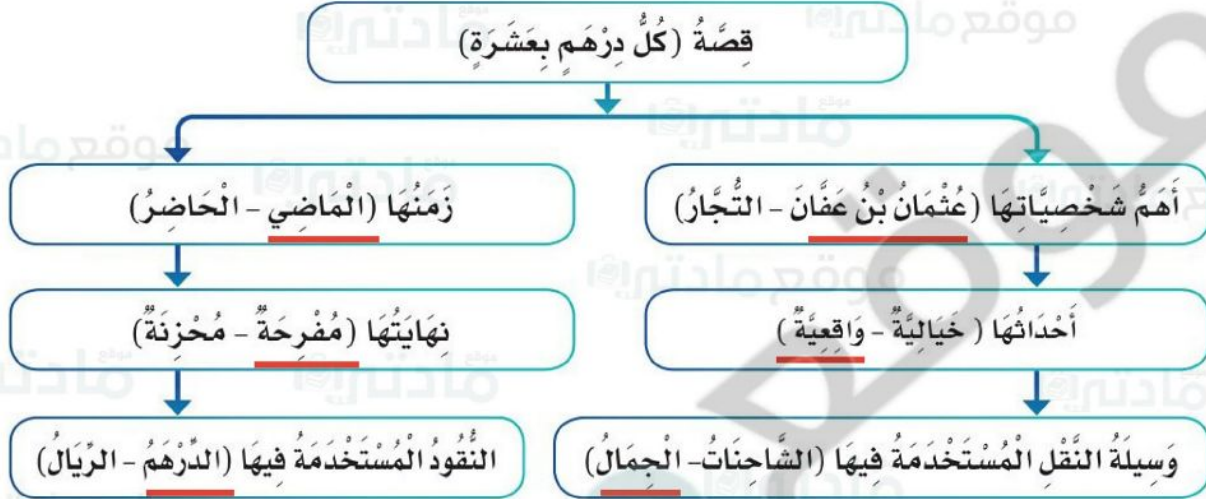 قِصَّةُ (كُلُّ دِرْهَمٍ بِعَشَرَةٍ)
أَهَمُّ شَخْصِيَّاتِهَا (عُثْمَانُ بْنُ عَفَّانَ – التُّجَّارُ)
زَمَنُهَا (الْمَاضِي – الْحَاضِرُ)
أَحْدَاثُهَا ( خَيَالِيَّةٌ – وَاقِعِيَّةٌ )
نِهَايَتُهَا (مُفْرِحَةٌ – مُحْزِنَةٌ)
وَسِيلَةُ النَّقْلِ الْمُسْتَخْدَمَةُ فِيهَا (الشَّاحِنَاتُ– الْجِمَالُ)
النُّقُودُ الْمُسْتَخْدَمَةُ فِيهَا (الدِّرْهَمُ – الرِّيَالُ)